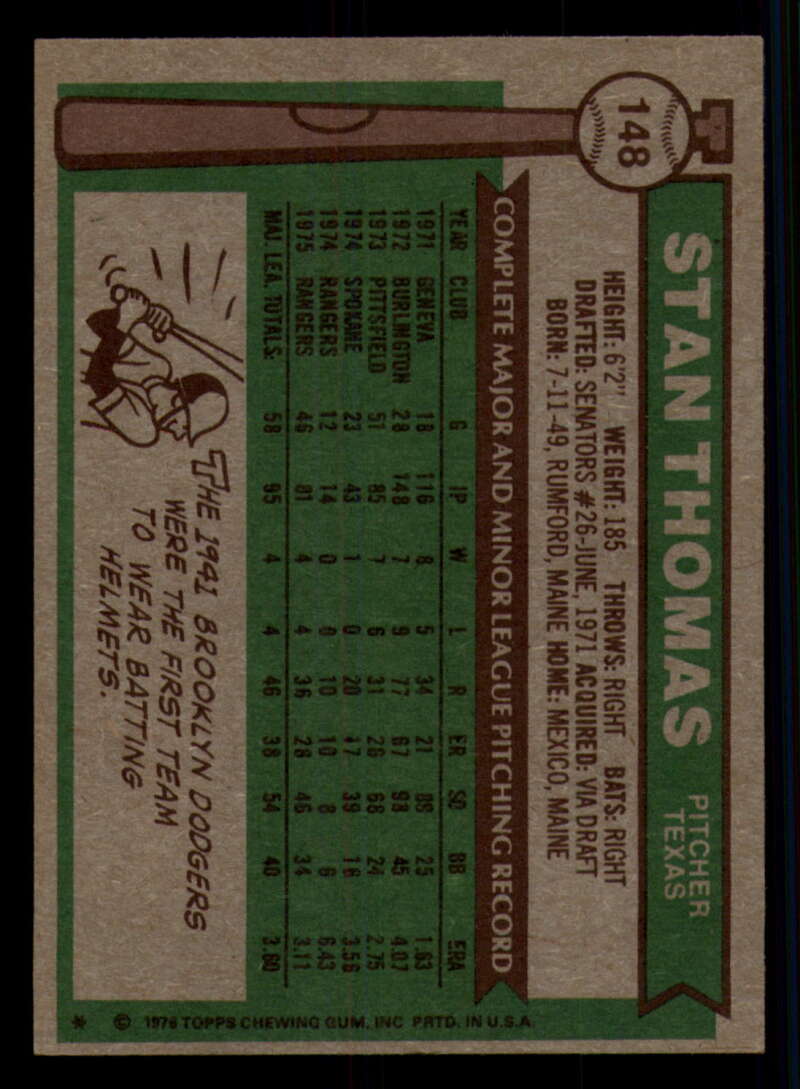 148
STAN THOMAS
PITCHER
TEXAS
HEIGHT: 6'2" WEIGHT: 185 THROWS: RIGHT BATS: RIGHT
DRAFTED: SENATORS #26-JUNE, 1971 ACQUIRED: VIA DRAFT
BORN: 7-11-49, RUMFORD, MAINE HOME: MEXICO, MAINE
COMPLETE MAJOR AND MINOR LEAGUE PITCHING RECORD
YEAR CLUB G IP W L R ER SO BB ERA
1971 GENEVA 18 116 8 5 34 21 89 25 1.63
1972 BURLINGTON 28 148 7 9 77 67 93 45 4.07
1973 PITTSFIELD 51 85 7 6 31 26 68 24 2.75
1974 SPOKANE 23 43 1 0 20 17 39 16 3.56
1974 RANGERS 12 14 0 0 10 10 8 6 6.43
1975 RANGERS 46 81 4 4 36 28 46 34 3.11
MAJ. LEA. TOTALS: 58 95 4 4 46 38 54 40 3.60
THE 1941 BROOKLYN DODGERS
WERE THE FIRST TEAM
TO WEAR BATTING
HELMETS.
* © 1976 TOPPS CHEWING GUM, INC PRTD. IN U.S.A.